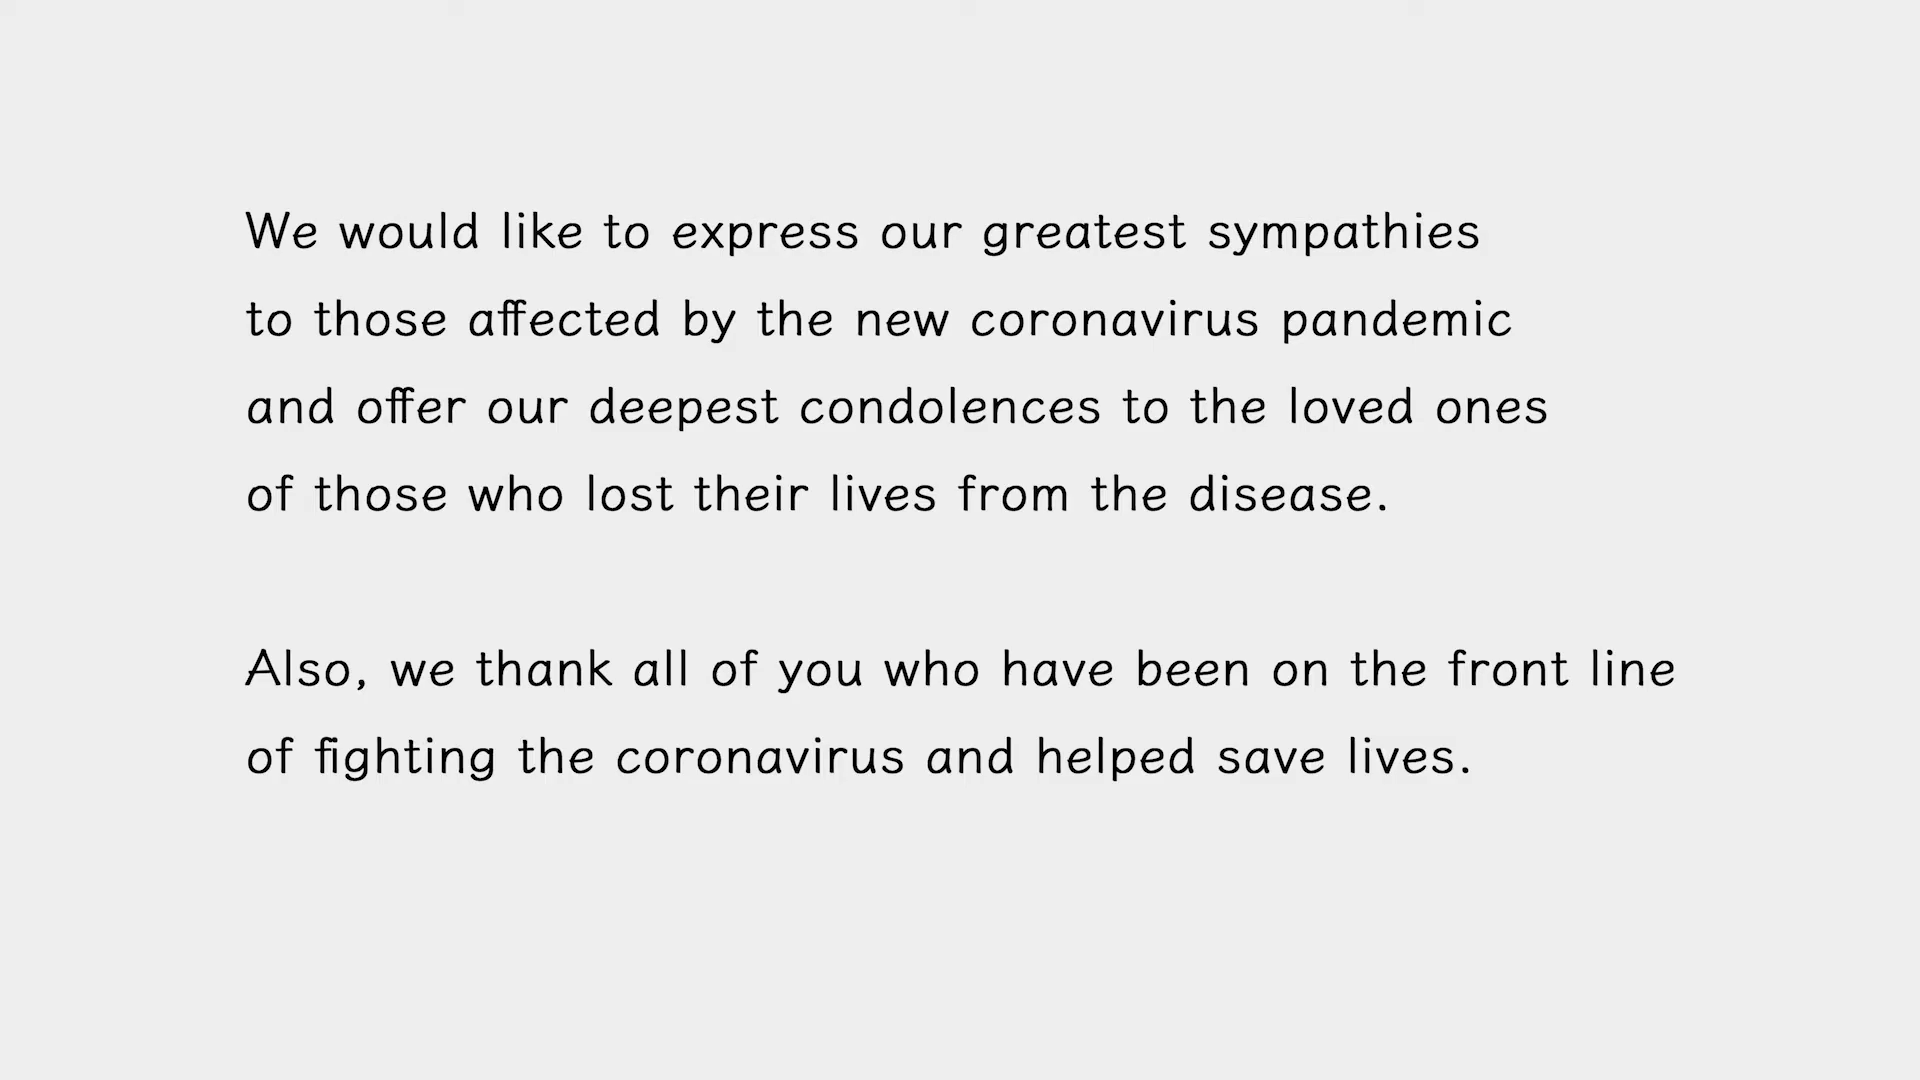 We would like to express our greatest sympathies
to those affected by the new coronavirus pandemic
and offer our deepest condolences to the loved ones
of those who lost their lives from the disease.
Also, we thank all of you who have been on the front line
of fighting the coronavirus and helped save lives.